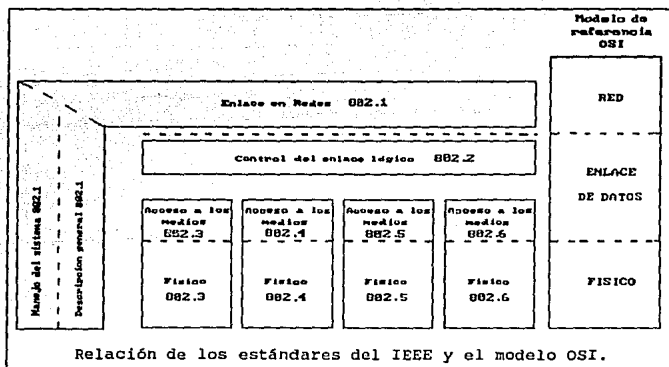 Modelo de
referencia
OSI
Enlace en Redes 802.1
RED
Control del enlace lógico 802.2
ENLACE
DE DATOS
Manejo del sistema 802.1
Descripcion general 802.1
Acceso a los
medios
802.3
Acceso a los
medios
802.4
Acceso a los
medios
802.5
Acceso a los
medios
802.6
Fisico
802.3
Fisico
802.4
Fisico
802.5
Fisico
802.6
FISICO
Relación de los estándares del IEEE y el modelo OSI.